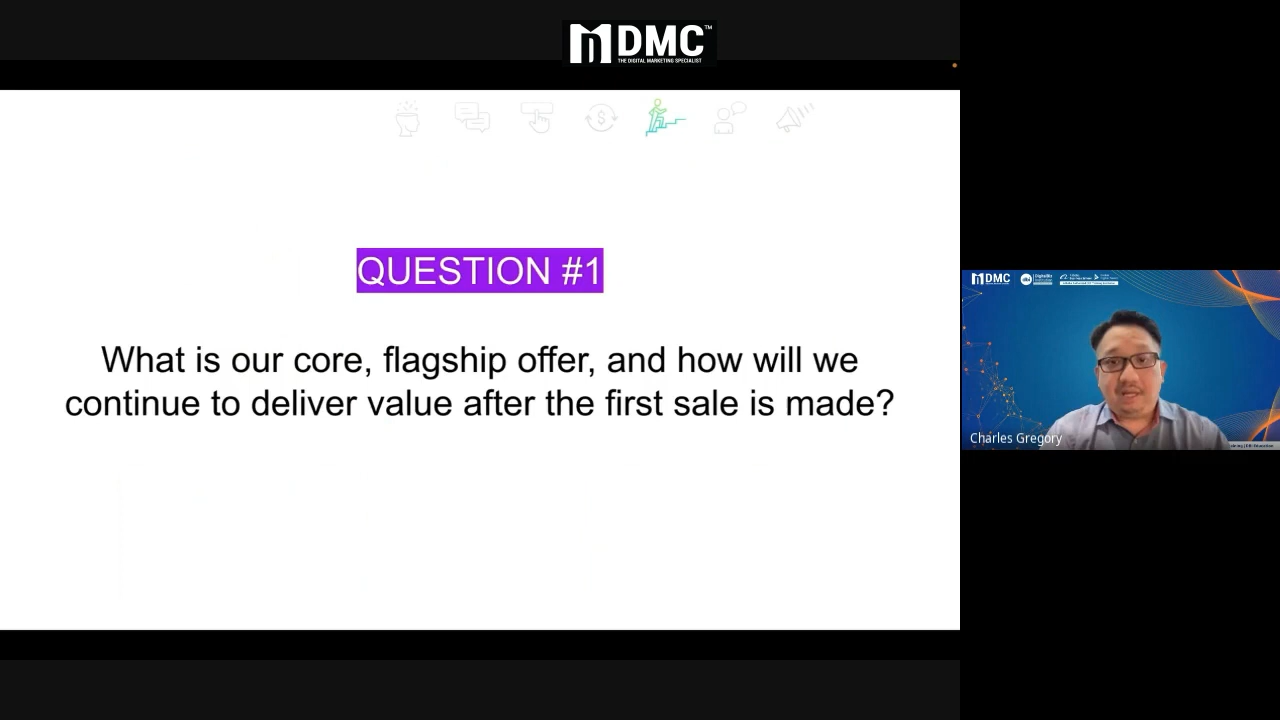 DMC™
THE DIGITAL MARKETING SPECIALIST
QUESTION #1
What is our core, flagship offer, and how will we
continue to deliver value after the first sale is made?
DMC
Charles Gregory